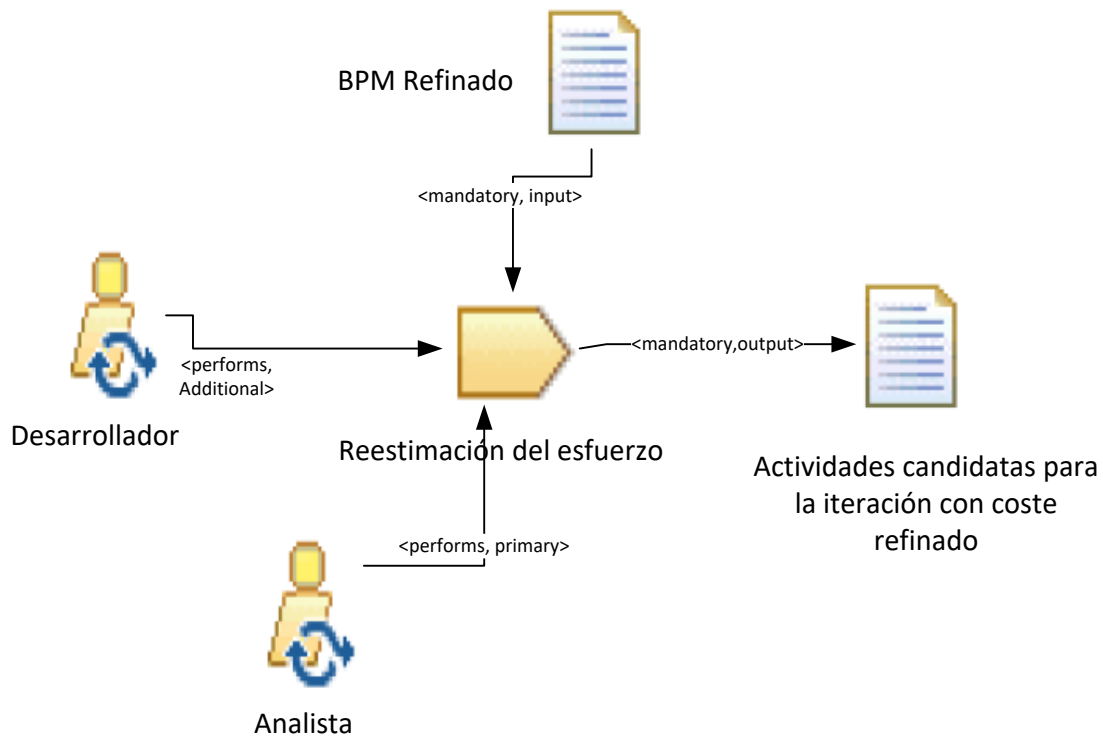 BPM Refinado
<mandatory, input>
<mandatory,output>
<performs,
Additional>
Desarrollador
Reestimación del esfuerzo
Actividades candidatas para
la iteración con coste
refinado
<performs, primary>
Analista